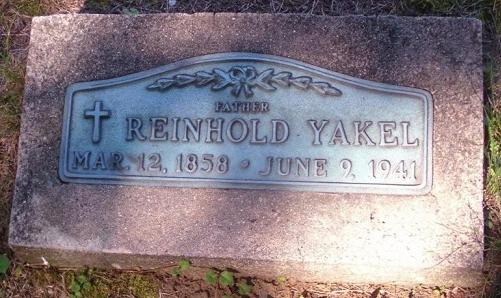 FATHER
REINHOLD YAKEL
MAR. 12, 1858 • JUNE 9, 1941